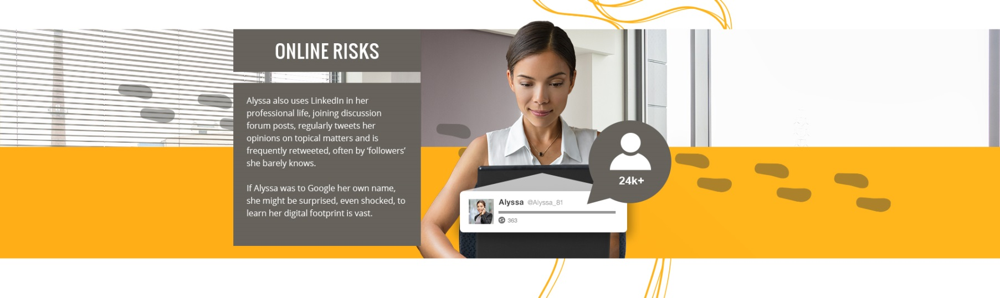 ONLINE RISKS
Alyssa also uses LinkedIn in her
professional life, joining discussion
forum posts, regularly tweets her
opinions on topical matters and is
frequently retweeted, often by ‘followers’
she barely knows.
If Alyssa was to Google her own name,
she might be surprised, even shocked, to
learn her digital footprint is vast.
24k+
Alyssa @Alyssa_81
363